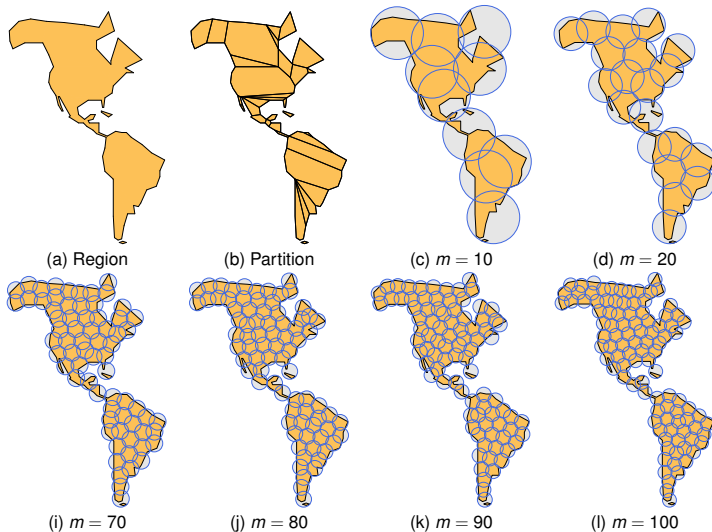 (a) Region
(b) Partition
(c) m = 10
(d) m = 20
(i) m = 70
(j) m = 80
(k) m = 90
(l) m = 100